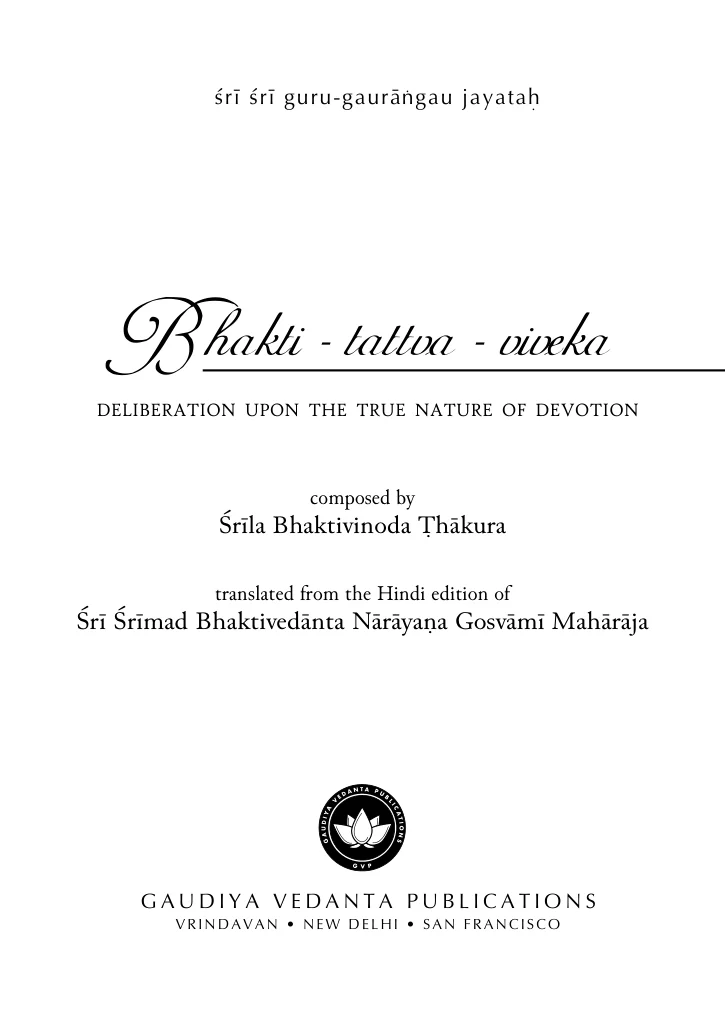 śrī śrī guru-gaurāṅgau jayataḥ
Bhakti - tattva - viveka
DELIBERATION UPON THE TRUE NATURE OF DEVOTION
composed by
Śrīla Bhaktivinoda Ṭhākura
translated from the Hindi edition of
Śrī Śrīmad Bhaktivedānta Nārāyaṇa Gosvāmī Mahārāja
GAUDIYA VEDANTA PUBLICATIONS
GVP
GAUDIYA VEDANTA PUBLICATIONS
VRINDAVAN • NEW DELHI • SAN FRANCISCO